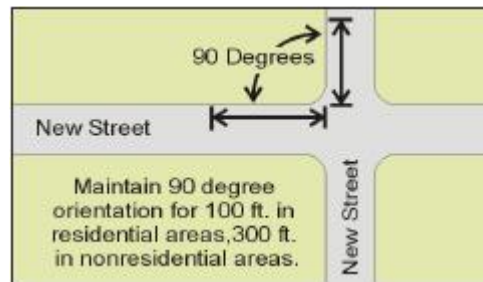 90 Degrees
New Street
Maintain 90 degree
orientation for 100 ft. in
residential areas,300 ft.
in nonresidential areas.
New Street